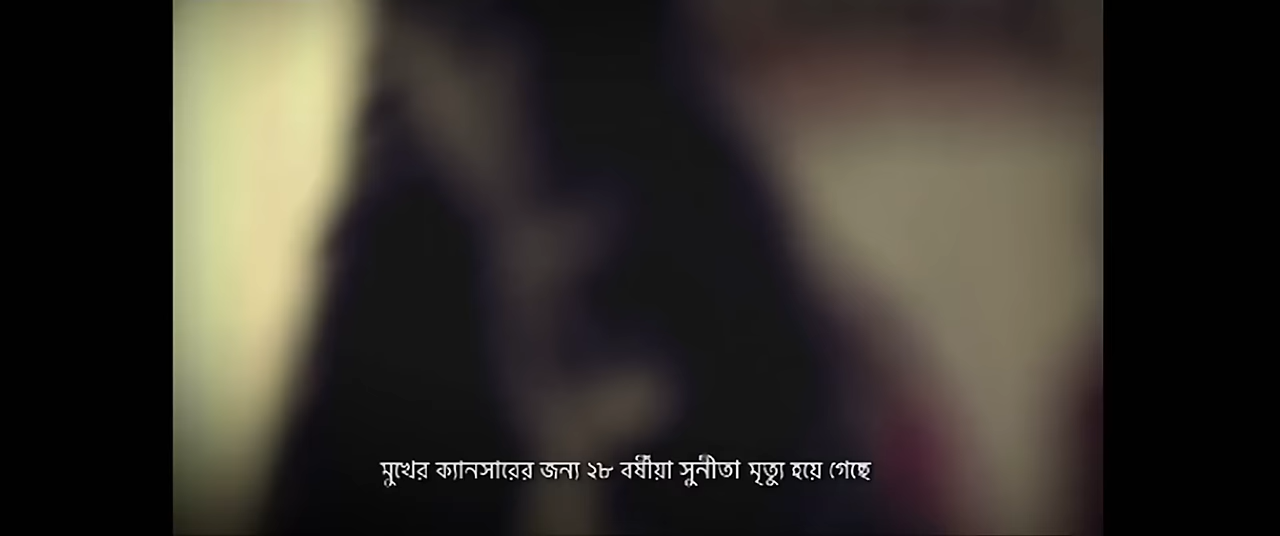 মুখের ক্যানসারের জন্য ২৮ বর্ষীয়া সুনীতা মৃত্যু হয়ে গেছে